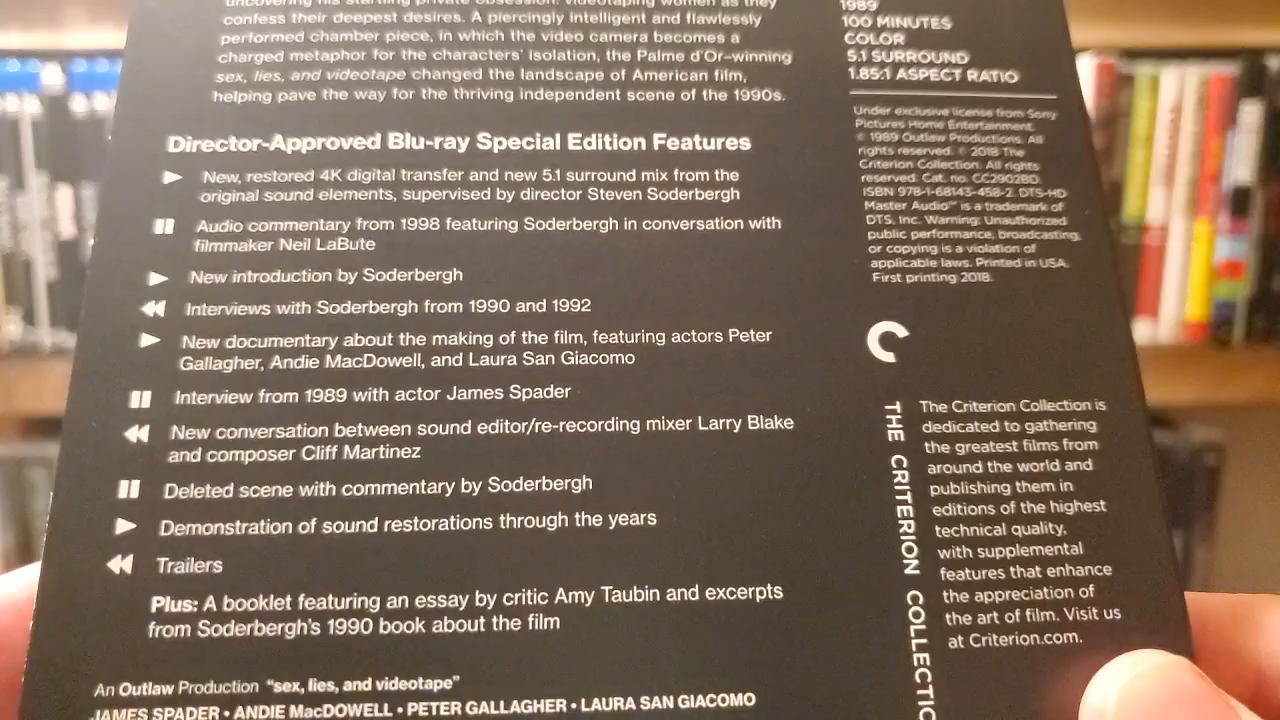 uncovering his startling private obsession: videotaping women as they
confess their deepest desires. A piercingly intelligent and flawlessly
performed chamber piece, in which the video camera becomes a
charged metaphor for the characters' isolation, the Palme d'Or–winning
sex, lies, and videotape changed the landscape of American film,
helping pave the way for the thriving independent scene of the 1990s.
Director-Approved Blu-ray Special Edition Features
New, restored 4K digital transfer and new 5.1 surround mix from the
original sound elements, supervised by director Steven Soderbergh
Audio commentary from 1998 featuring Soderbergh in conversation with
filmmaker Neil LaBute
New introduction by Soderbergh
Interviews with Soderbergh from 1990 and 1992
New documentary about the making of the film, featuring actors Peter
Gallagher, Andie MacDowell, and Laura San Giacomo
Interview from 1989 with actor James Spader
New conversation between sound editor/re-recording mixer Larry Blake
and composer Cliff Martinez
Deleted scene with commentary by Soderbergh
Demonstration of sound restorations through the years
Trailers
Plus: A booklet featuring an essay by critic Amy Taubin and excerpts
from Soderbergh's 1990 book about the film
An Outlaw Production "sex, lies, and videotape"
JAMES SPADER • ANDIE MacDOWELL • PETER GALLAGHER • LAURA SAN GIACOMO
1989
100 MINUTES
COLOR
5.1 SURROUND
1.85:1 ASPECT RATIO
Under exclusive license from Sony
Pictures Home Entertainment.
© 1989 Outlaw Productions. All
rights reserved. © 2018 The
Criterion Collection. All rights
reserved. Cat. no. CC2902BD.
ISBN 978-1-68143-458-2. DTS-HD
Master Audio™ is a trademark of
DTS, Inc. Warning: Unauthorized
public performance, broadcasting,
or copying is a violation of
applicable laws. Printed in USA.
First printing 2018.
THE CRITERION COLLECTIO
The Criterion Collection is
dedicated to gathering
the greatest films from
around the world and
publishing them in
editions of the highest
technical quality,
with supplemental
features that enhance
the appreciation of
the art of film. Visit us
at Criterion.com.